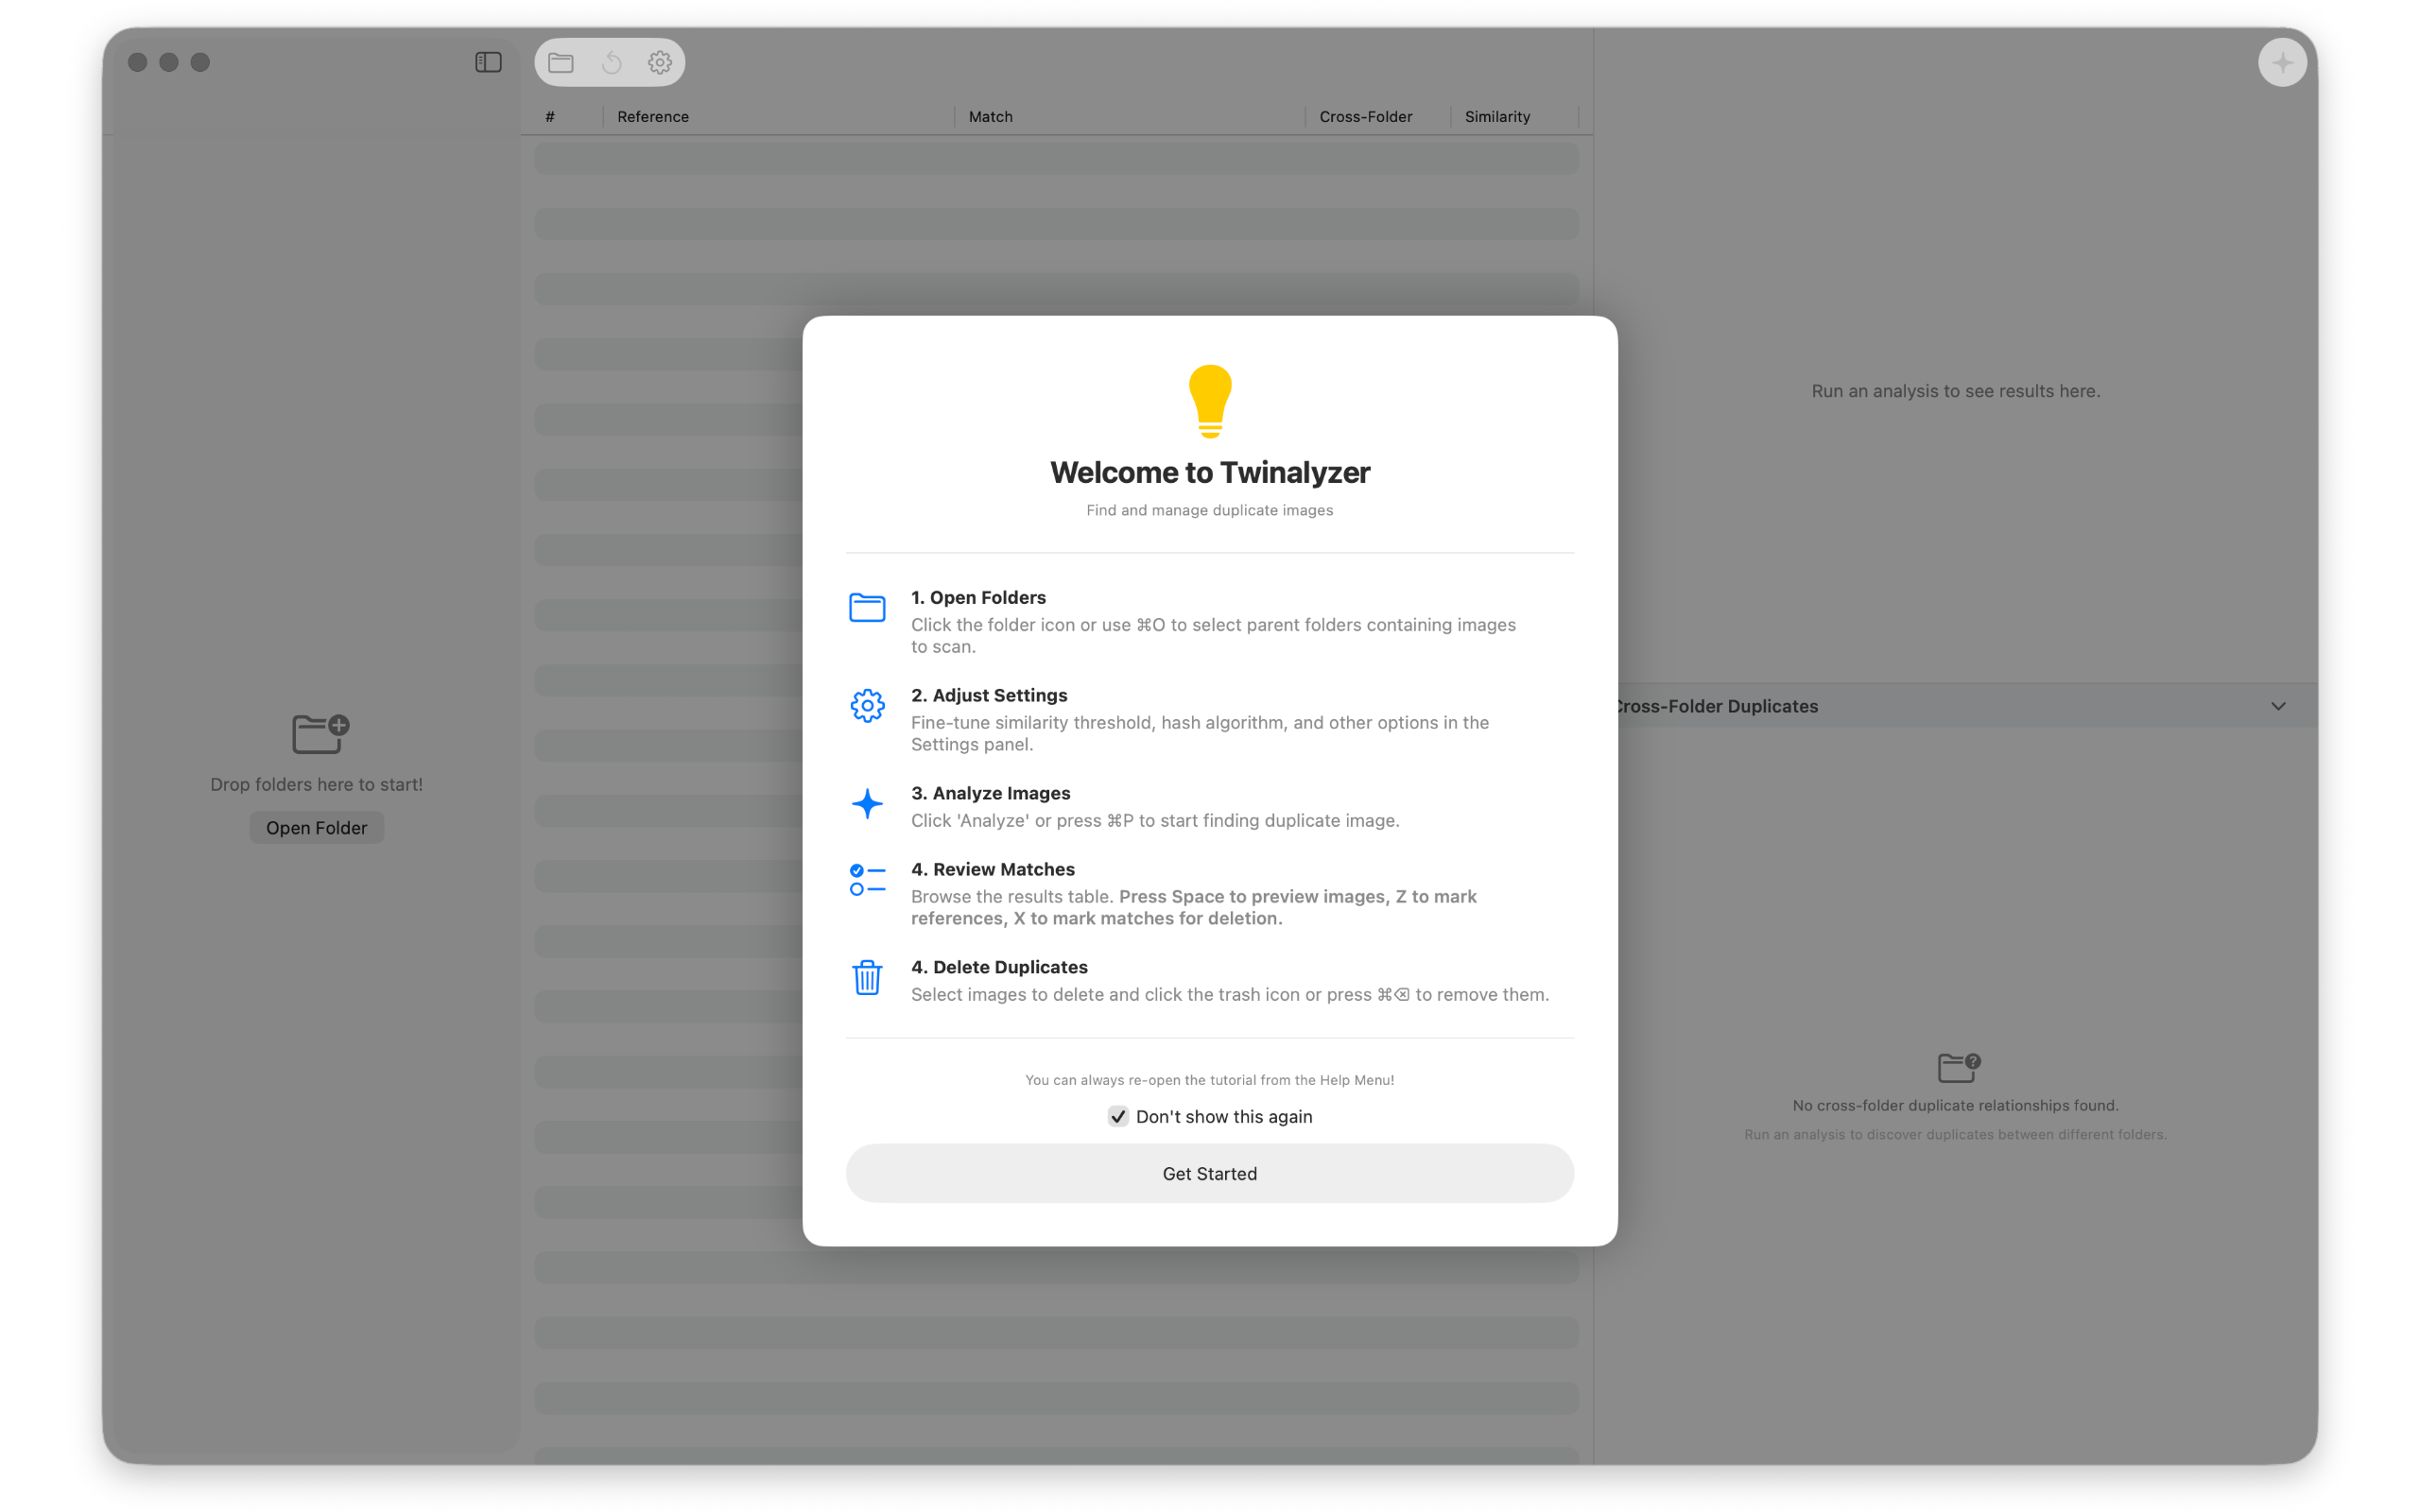 # Reference Match Cross-Folder Similarity
Run an analysis to see results here.
Drop folders here to start!
Open Folder
Welcome to Twinalyzer
Find and manage duplicate images
1. Open Folders
Click the folder icon or use ⌘O to select parent folders containing images
to scan.
2. Adjust Settings
Fine-tune similarity threshold, hash algorithm, and other options in the
Settings panel.
3. Analyze Images
Click 'Analyze' or press ⌘P to start finding duplicate image.
4. Review Matches
Browse the results table. Press Space to preview images, Z to mark
references, X to mark matches for deletion.
4. Delete Duplicates
Select images to delete and click the trash icon or press ⌘⌫ to remove them.
You can always re-open the tutorial from the Help Menu!
Don't show this again
Get Started
Cross-Folder Duplicates
No cross-folder duplicate relationships found.
Run an analysis to discover duplicates between different folders.